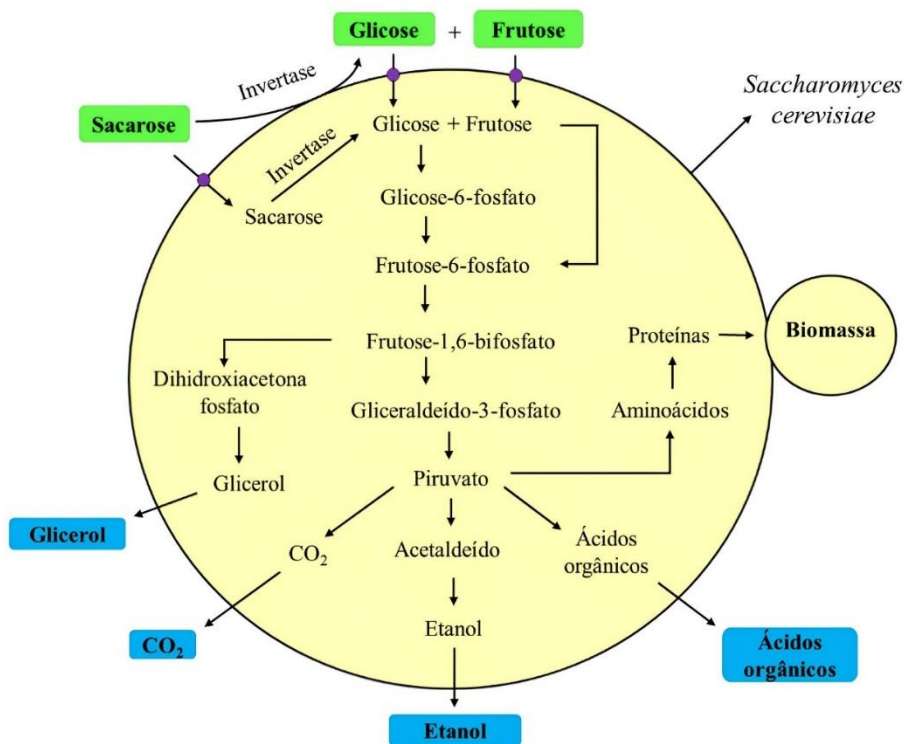 Glicose + Frutose
Invertase
Sacarose
Saccharomyces
cerevisiae
Glicose + Frutose
Invertase
Sacarose
Glicose-6-fosfato
Frutose-6-fosfato
Frutose-1,6-bifosfato
Proteínas
Biomassa
Dihidroxiacetona
fosfato
Gliceraldeído-3-fosfato
Aminoácidos
Glicerol
Piruvato
Glicerol
CO₂
Acetaldeído
Ácidos
orgânicos
Etanol
CO₂
Ácidos
orgânicos
Etanol